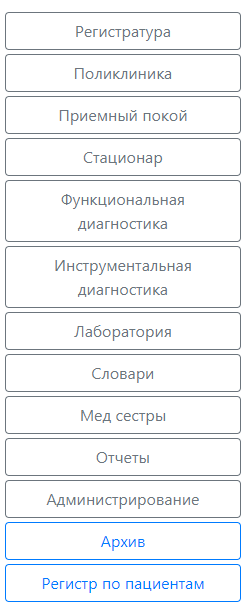 Регистратура
Поликлиника
Приемный покой
Стационар
Функциональная
диагностика
Инструментальная
диагностика
Лаборатория
Словари
Мед сестры
Отчеты
Администрирование
Архив
Регистр по пациентам